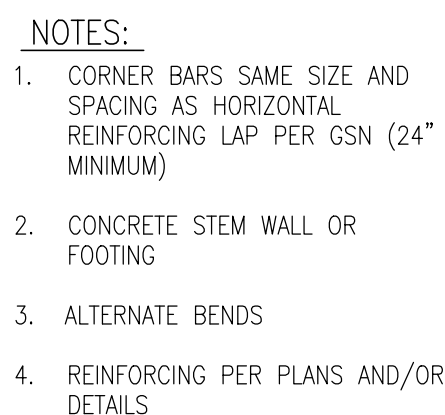 NOTES:
1. CORNER BARS SAME SIZE AND
SPACING AS HORIZONTAL
REINFORCING LAP PER GSN (24”
MINIMUM)
2. CONCRETE STEM WALL OR
FOOTING
3. ALTERNATE BENDS
4. REINFORCING PER PLANS AND/OR
DETAILS